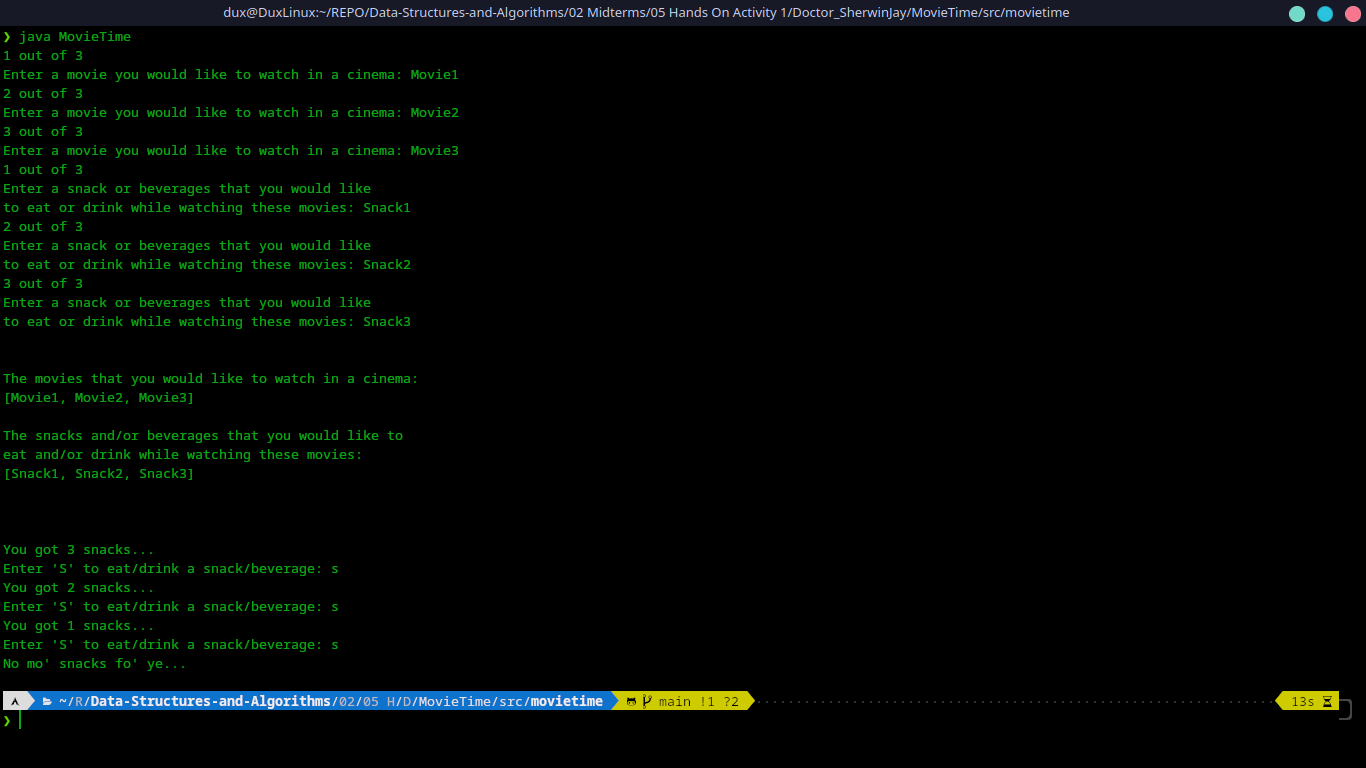 dux@DuxLinux:~/REPO/Data-Structures-and-Algorithms/02 Midterms/05 Hands On Activity 1/Doctor_SherwinJay/MovieTime/src/movietime
❯ java MovieTime
1 out of 3
Enter a movie you would like to watch in a cinema: Movie1
2 out of 3
Enter a movie you would like to watch in a cinema: Movie2
3 out of 3
Enter a movie you would like to watch in a cinema: Movie3
1 out of 3
Enter a snack or beverages that you would like
to eat or drink while watching these movies: Snack1
2 out of 3
Enter a snack or beverages that you would like
to eat or drink while watching these movies: Snack2
3 out of 3
Enter a snack or beverages that you would like
to eat or drink while watching these movies: Snack3
The movies that you would like to watch in a cinema:
[Movie1, Movie2, Movie3]
The snacks and/or beverages that you would like to
eat and/or drink while watching these movies:
[Snack1, Snack2, Snack3]
You got 3 snacks...
Enter 'S' to eat/drink a snack/beverage: s
You got 2 snacks...
Enter 'S' to eat/drink a snack/beverage: s
You got 1 snacks...
Enter 'S' to eat/drink a snack/beverage: s
No mo' snacks fo' ye...
~/R/Data-Structures-and-Algorithms/02/05 H/D/MovieTime/src/movietime main !1 ?2 13s
❯